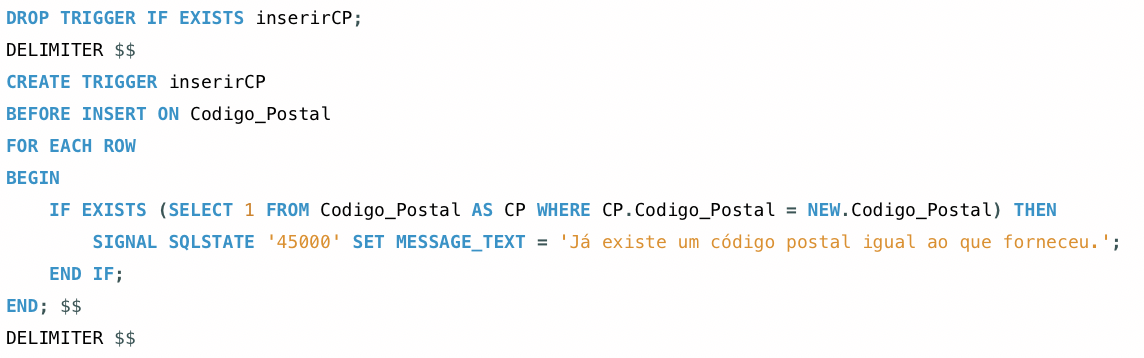 DROP TRIGGER IF EXISTS inserirCP;
DELIMITER $$
CREATE TRIGGER inserirCP
BEFORE INSERT ON Codigo_Postal
FOR EACH ROW
BEGIN
    IF EXISTS (SELECT 1 FROM Codigo_Postal AS CP WHERE CP.Codigo_Postal = NEW.Codigo_Postal) THEN
        SIGNAL SQLSTATE '45000' SET MESSAGE_TEXT = 'Já existe um código postal igual ao que forneceu.';
    END IF;
END; $$
DELIMITER $$